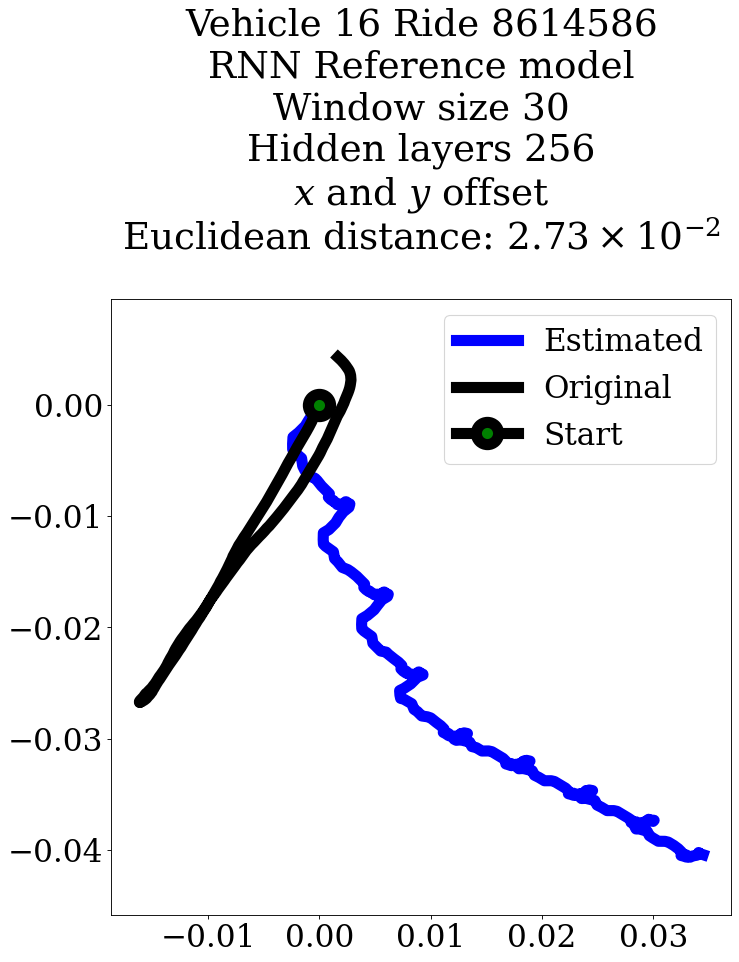 Vehicle 16 Ride 8614586
RNN Reference model
Window size 30
Hidden layers 256
x and y offset
Euclidean distance: 2.73 × 10⁻²
Estimated
Original
Start
0.00
−0.01
−0.02
−0.03
−0.04
−0.01 0.00 0.01 0.02 0.03